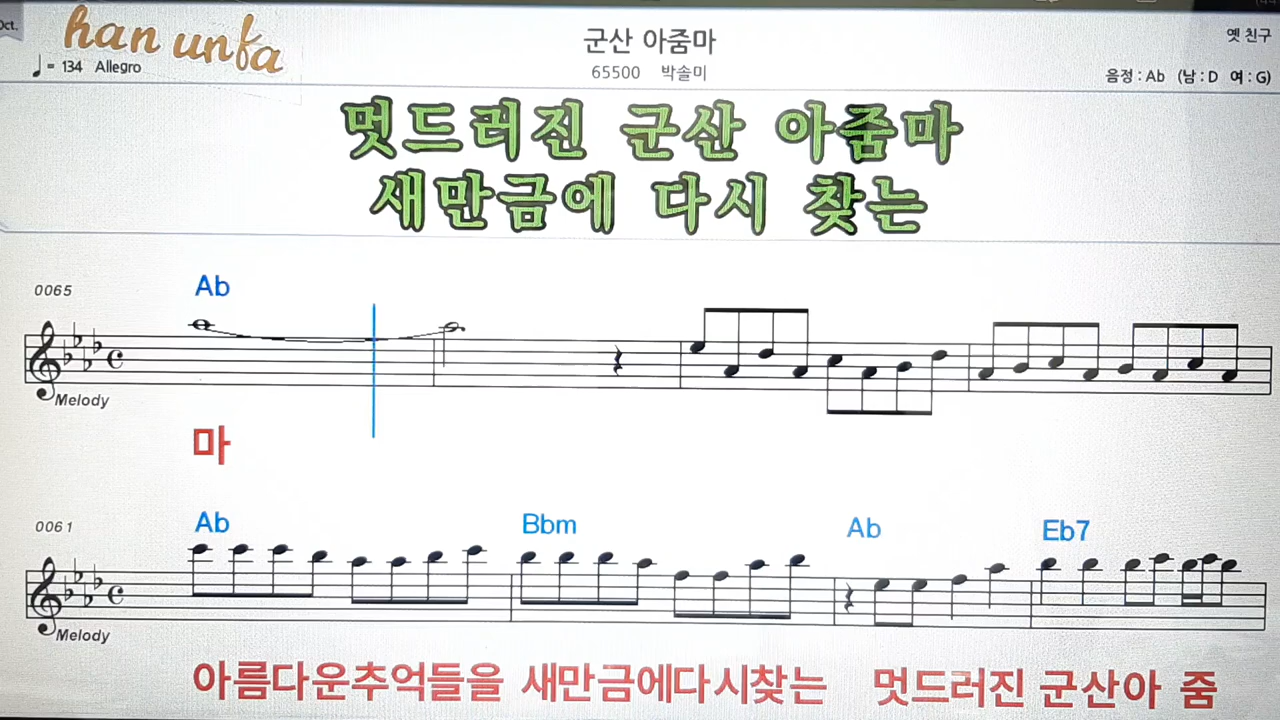 Oct.
han unfa
♩= 134 Allegro
군산 아줌마
65500 박솔미
옛 친구
음정 : Ab (남 : D 여 : G)
멋드러진 군산 아줌마
새만금에 다시 찾는
0065
Ab
Melody
마
0061
Ab Bbm Ab Eb7
Melody
아름다운추억들을 새만금에다시찾는 멋드러진 군산아 줌